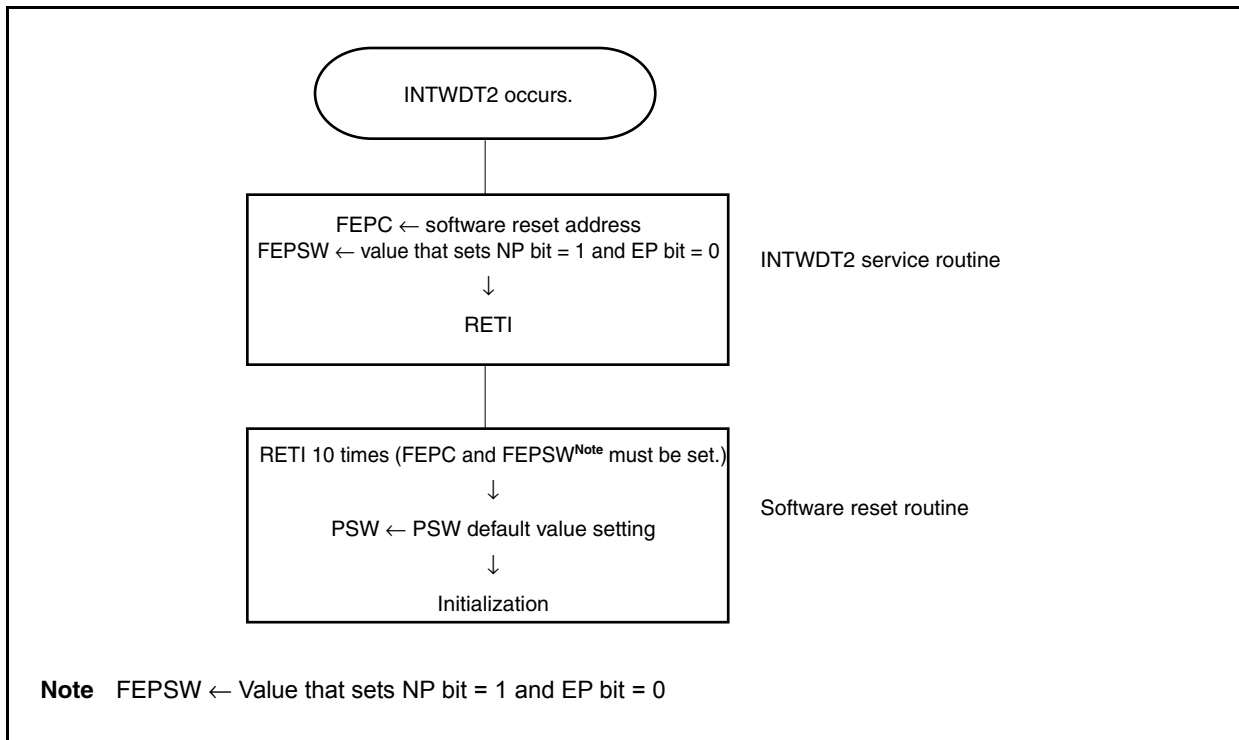 INTWDT2 occurs.
FEPC ← software reset address
FEPSW ← value that sets NP bit = 1 and EP bit = 0
↓
RETI
INTWDT2 service routine
RETI 10 times (FEPC and FEPSWNote must be set.)
↓
PSW ← PSW default value setting
↓
Initialization
Software reset routine
Note FEPSW ← Value that sets NP bit = 1 and EP bit = 0